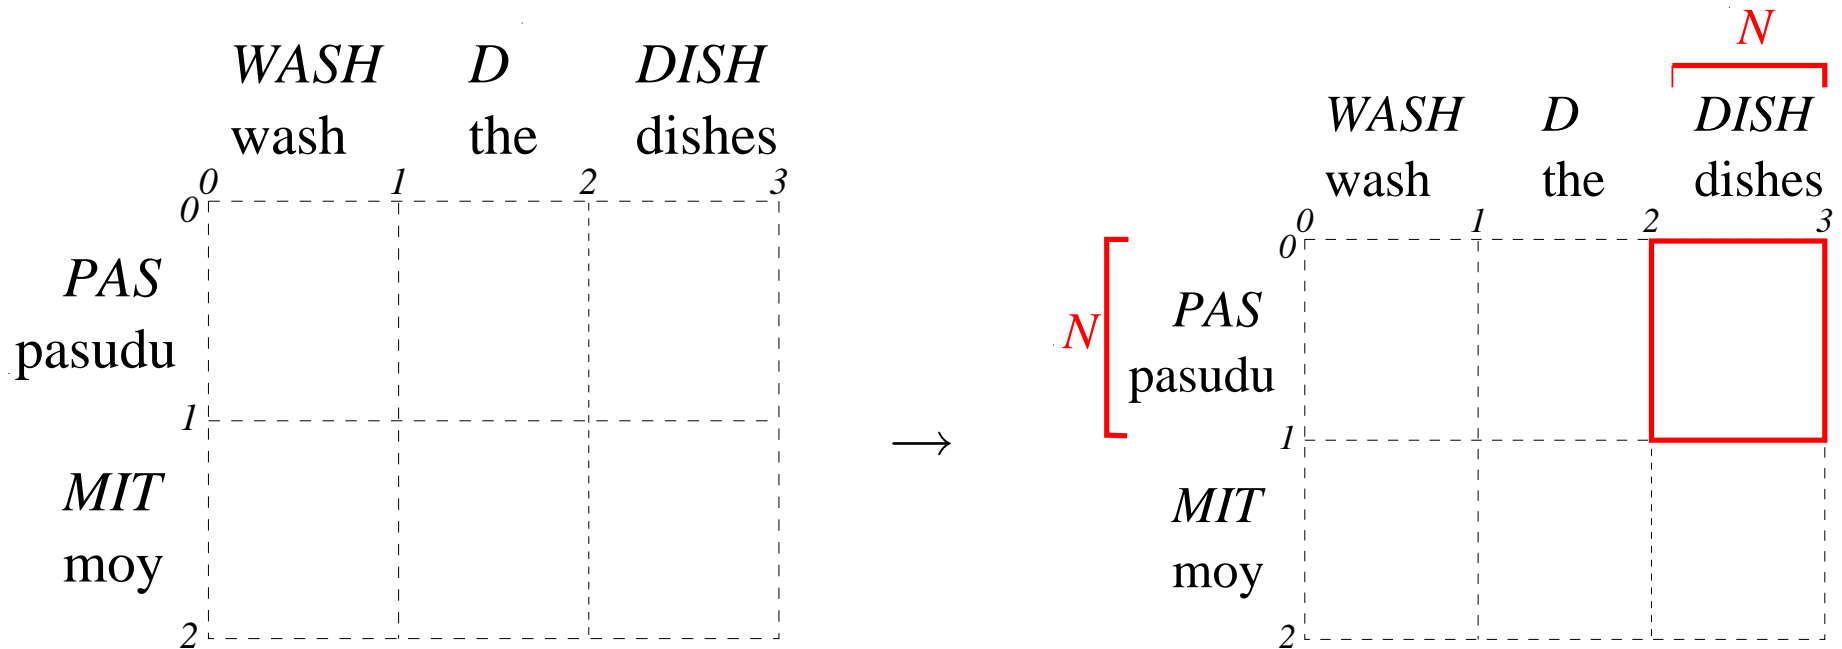 WASH D DISH
wash the dishes
0 1 2 3
0
PAS
pasudu
1
MIT
moy
2
→
N
WASH D DISH
wash the dishes
0 1 2 3
0
N
PAS
pasudu
1
MIT
moy
2